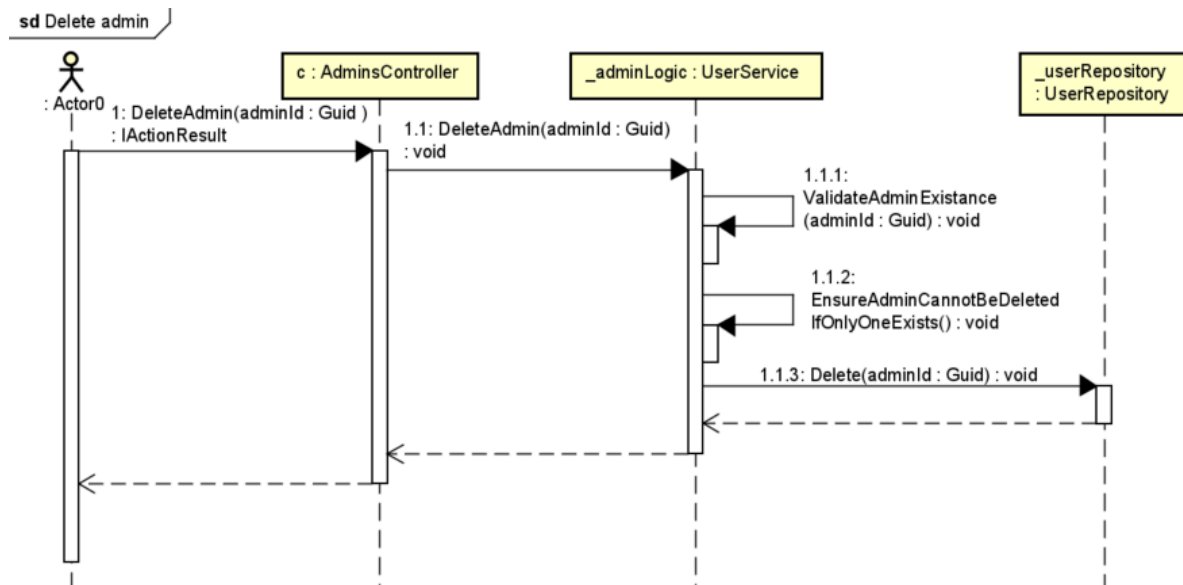 sd Delete admin
: Actor0
c : AdminsController
_adminLogic : UserService
_userRepository
: UserRepository
1: DeleteAdmin(adminId : Guid )
: IActionResult
1.1: DeleteAdmin(adminId : Guid)
: void
1.1.1:
ValidateAdminExistance
(adminId : Guid) : void
1.1.2:
EnsureAdminCannotBeDeleted
IfOnlyOneExists() : void
1.1.3: Delete(adminId : Guid) : void